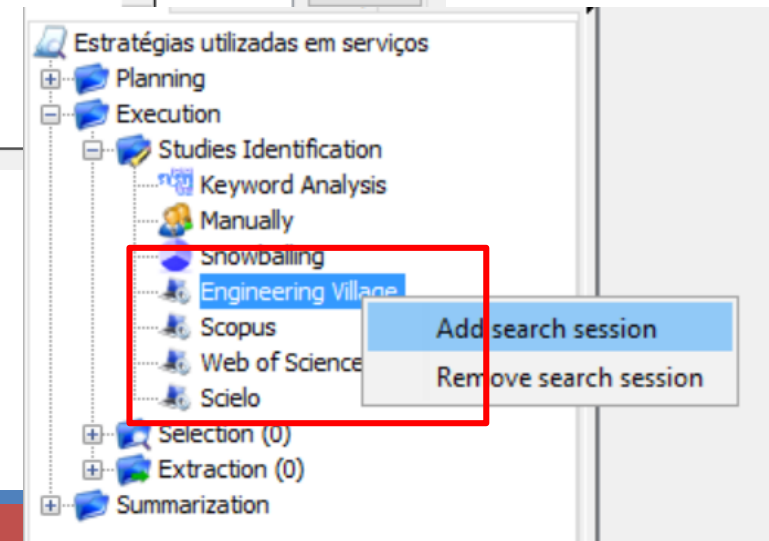 Estratégias utilizadas em serviços
Planning
Execution
Studies Identification
Keyword Analysis
Manually
Snowballing
Engineering Village
Scopus
Add search session
Web of Science
Remove search session
Scielo
Selection (0)
Extraction (0)
Summarization